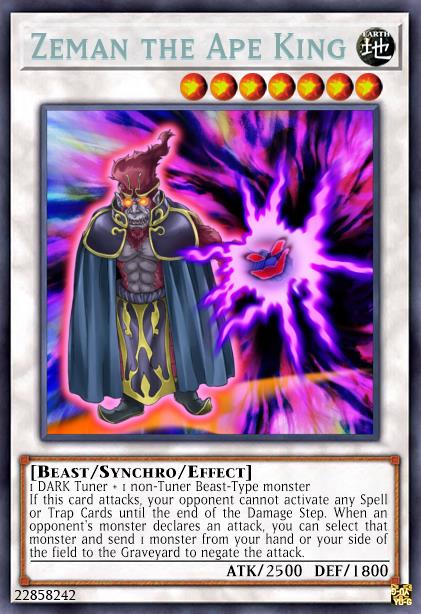 ZEMAN THE APE KING
EARTH
地
[BEAST/SYNCHRO/EFFECT]
1 DARK Tuner + 1 non-Tuner Beast-Type monster
If this card attacks, your opponent cannot activate any Spell
or Trap Cards until the end of the Damage Step. When an
opponent's monster declares an attack, you can select that
monster and send 1 monster from your hand or your side of
the field to the Graveyard to negate the attack.
ATK/2500 DEF/1800
22858242